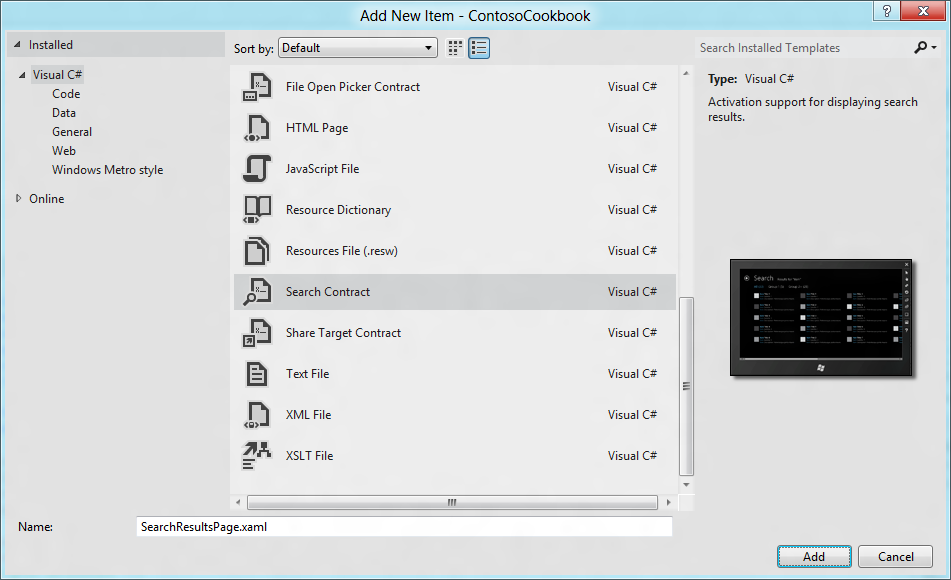 Add New Item - ContosoCookbook
Installed
Sort by: Default
Search Installed Templates
Visual C#
Code
Data
General
Web
Windows Metro style
Online
File Open Picker Contract Visual C#
HTML Page Visual C#
JavaScript File Visual C#
Resource Dictionary Visual C#
Resources File (.resw) Visual C#
Search Contract Visual C#
Share Target Contract Visual C#
Text File Visual C#
XML File Visual C#
XSLT File Visual C#
Type: Visual C#
Activation support for displaying search
results.
Search
Name: SearchResultsPage.xaml
Add Cancel